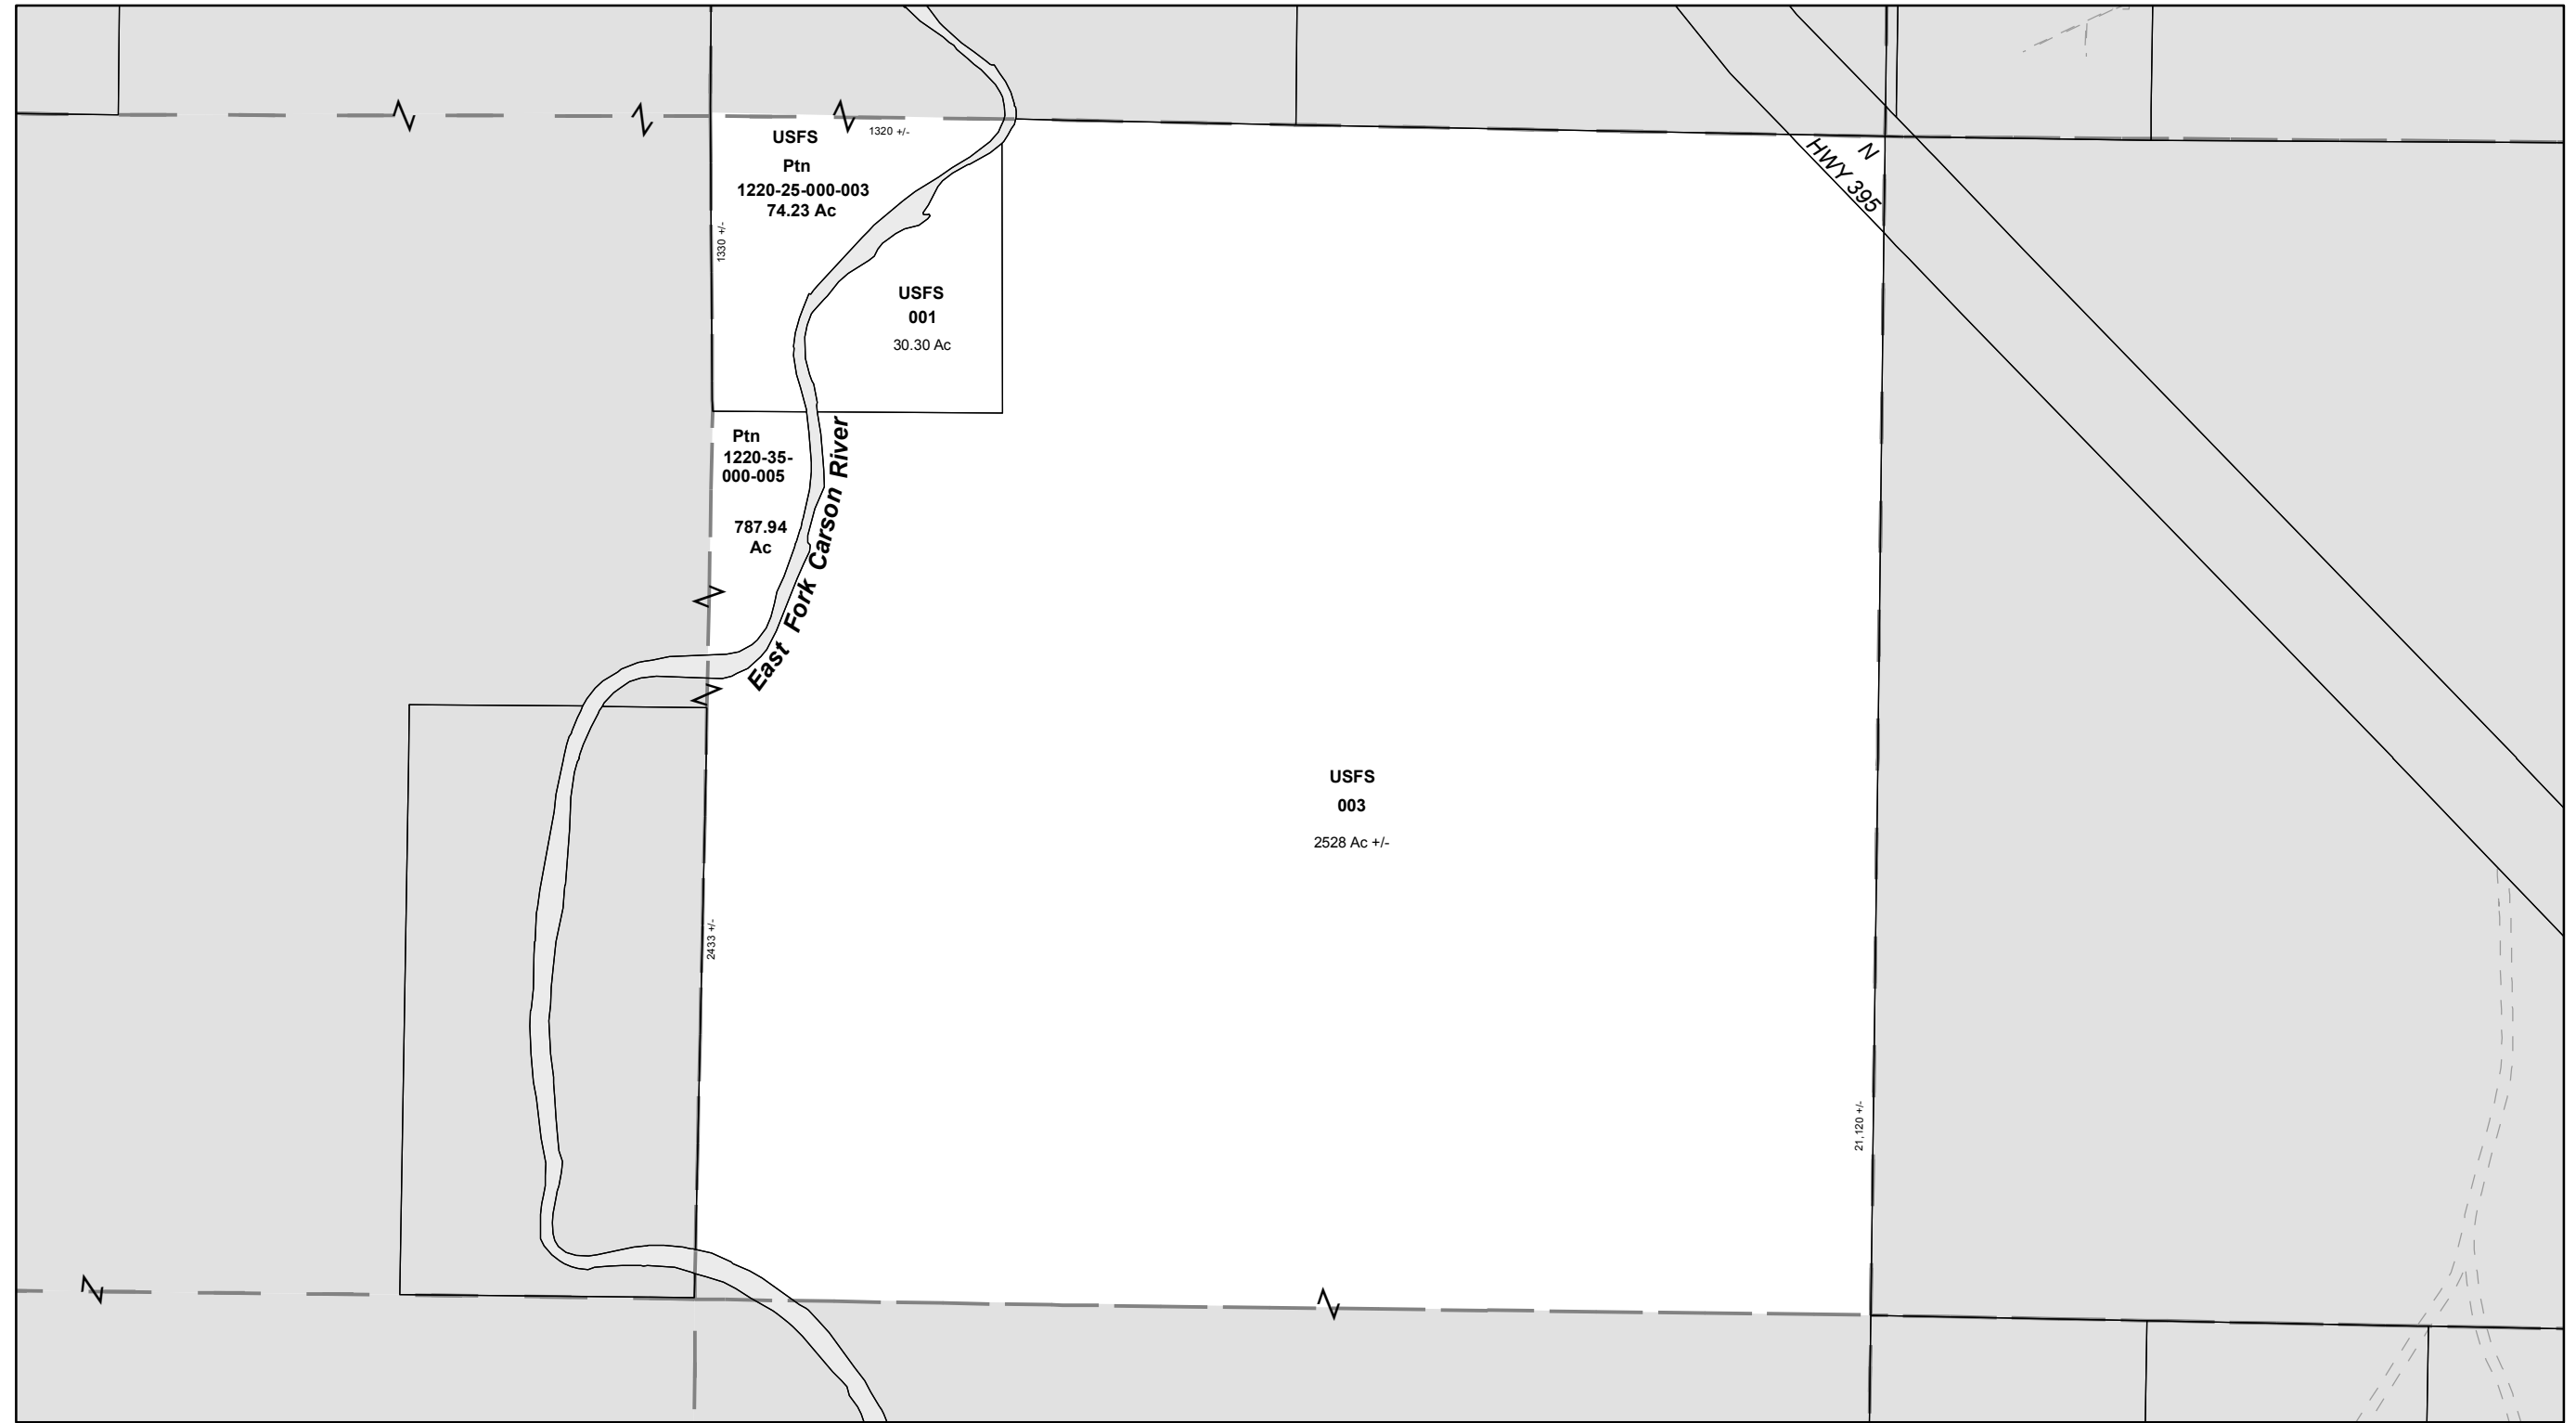 1320 +/-
USFS
Ptn
1220-25-000-003
74.23 Ac
N
HWY 395
1330 +/-
USFS
001
30.30 Ac
Ptn
1220-35-
000-005
787.94
Ac
East Fork Carson River
USFS
003
2528 Ac +/-
2433 +/-
21,120 +/-